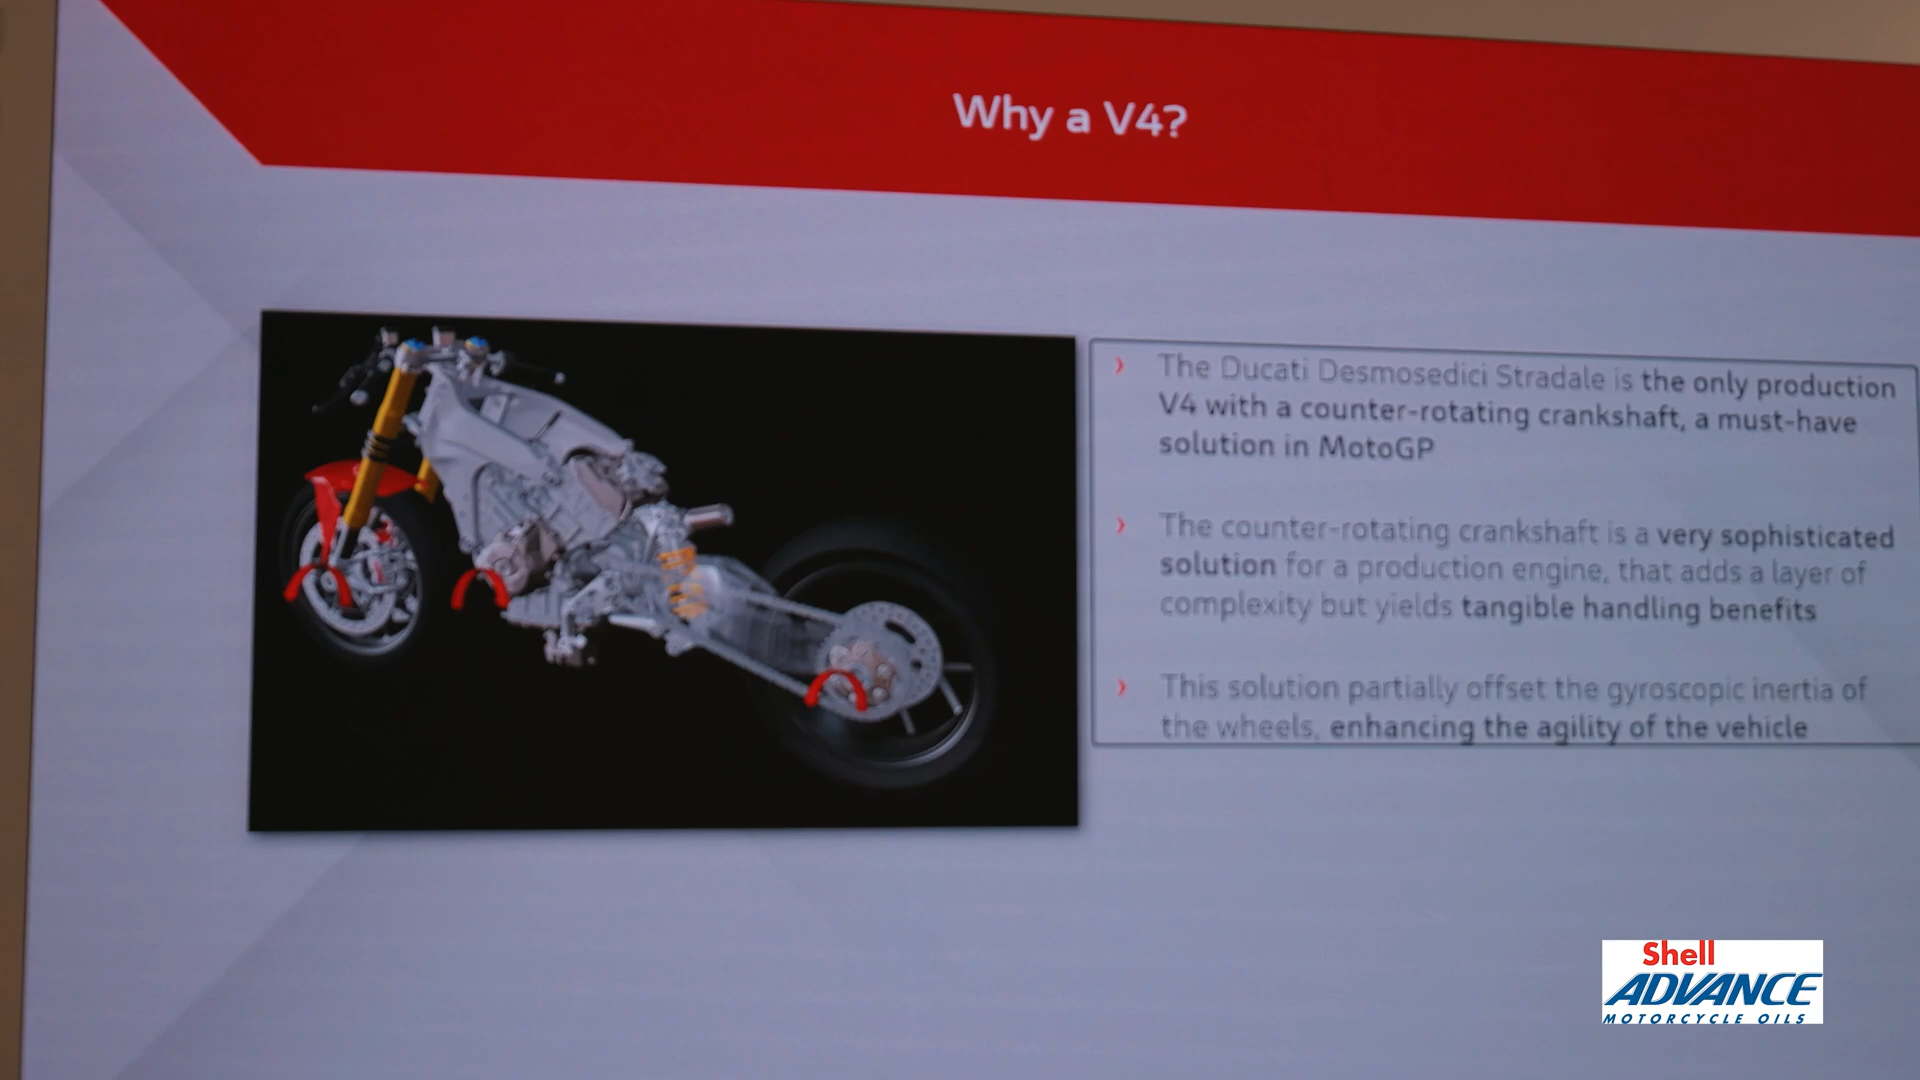 Why a V4?
The Ducati Desmosedici Stradale is the only production
V4 with a counter-rotating crankshaft, a must-have
solution in MotoGP
The counter-rotating crankshaft is a very sophisticated
solution for a production engine, that adds a layer of
complexity but yields tangible handling benefits
This solution partially offset the gyroscopic inertia of
the wheels, enhancing the agility of the vehicle
Shell
ADVANCE
MOTORCYCLE OILS